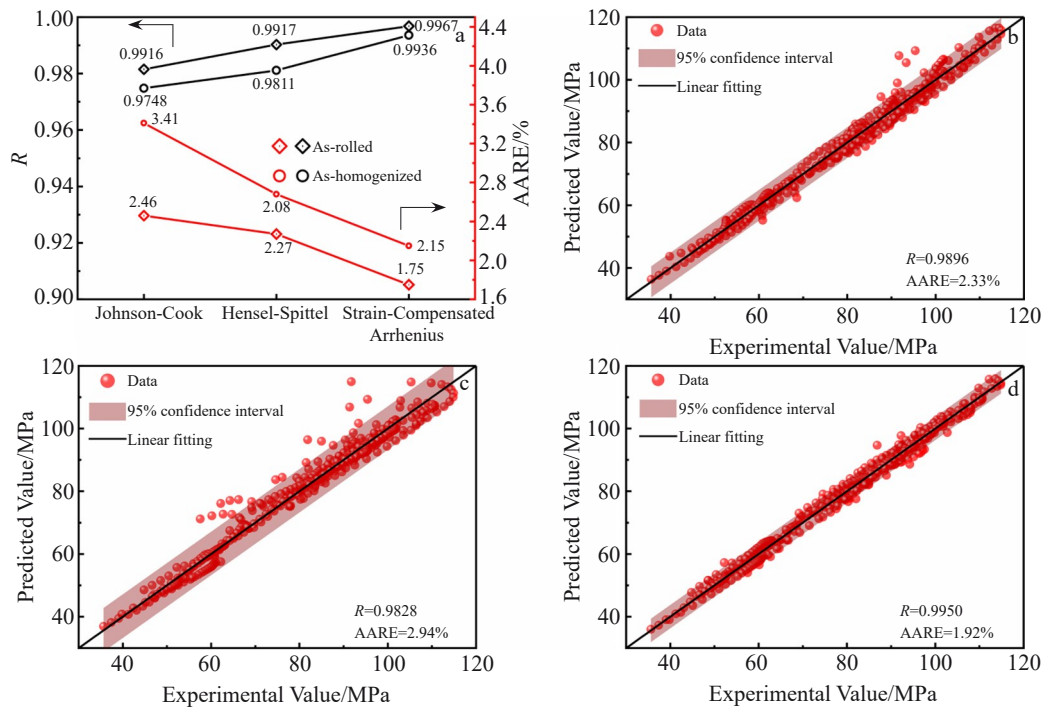 1.00
0.98
0.96
0.94
0.92
0.90
R
0.9916
0.9917
0.9967
a
0.9748
0.9811
0.9936
3.41
2.46
2.08
2.27
2.15
1.75
As-rolled
As-homogenized
4.4
4.0
3.6
3.2
2.8
2.4
2.0
1.6
AARE/%
Johnson-Cook
Hensel-Spittel
Strain-Compensated
Arrhenius
120
100
80
60
40
Predicted Value/MPa
Data
95% confidence interval
Linear fitting
b
R=0.9896
AARE=2.33%
40 60 80 100 120
Experimental Value/MPa
120
100
80
60
40
Predicted Value/MPa
Data
95% confidence interval
Linear fitting
c
R=0.9828
AARE=2.94%
40 60 80 100 120
Experimental Value/MPa
120
100
80
60
40
Predicted Value/MPa
Data
95% confidence interval
Linear fitting
d
R=0.9950
AARE=1.92%
40 60 80 100 120
Experimental Value/MPa